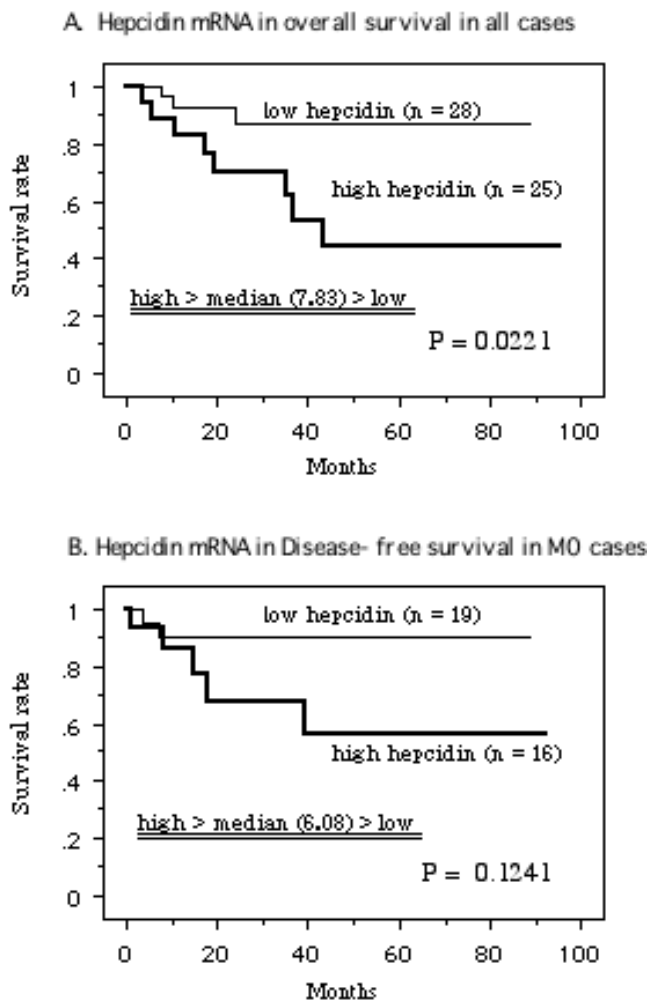 A. Hepcidin mRNA in overall survival in all cases
1
low hepcidin (n = 28)
.8
high hepcidin (n = 25)
.6
Survival rate
.4
high > median (7.83) > low
.2
P = 0.0221
0
0 20 40 60 80 100
Months
B. Hepcidin mRNA in Disease- free survival in M0 cases
1
low hepcidin (n = 19)
.8
.6
Survival rate
high hepcidin (n = 16)
.4
high > median (6.08) > low
.2
P = 0.1241
0
0 20 40 60 80 100
Months